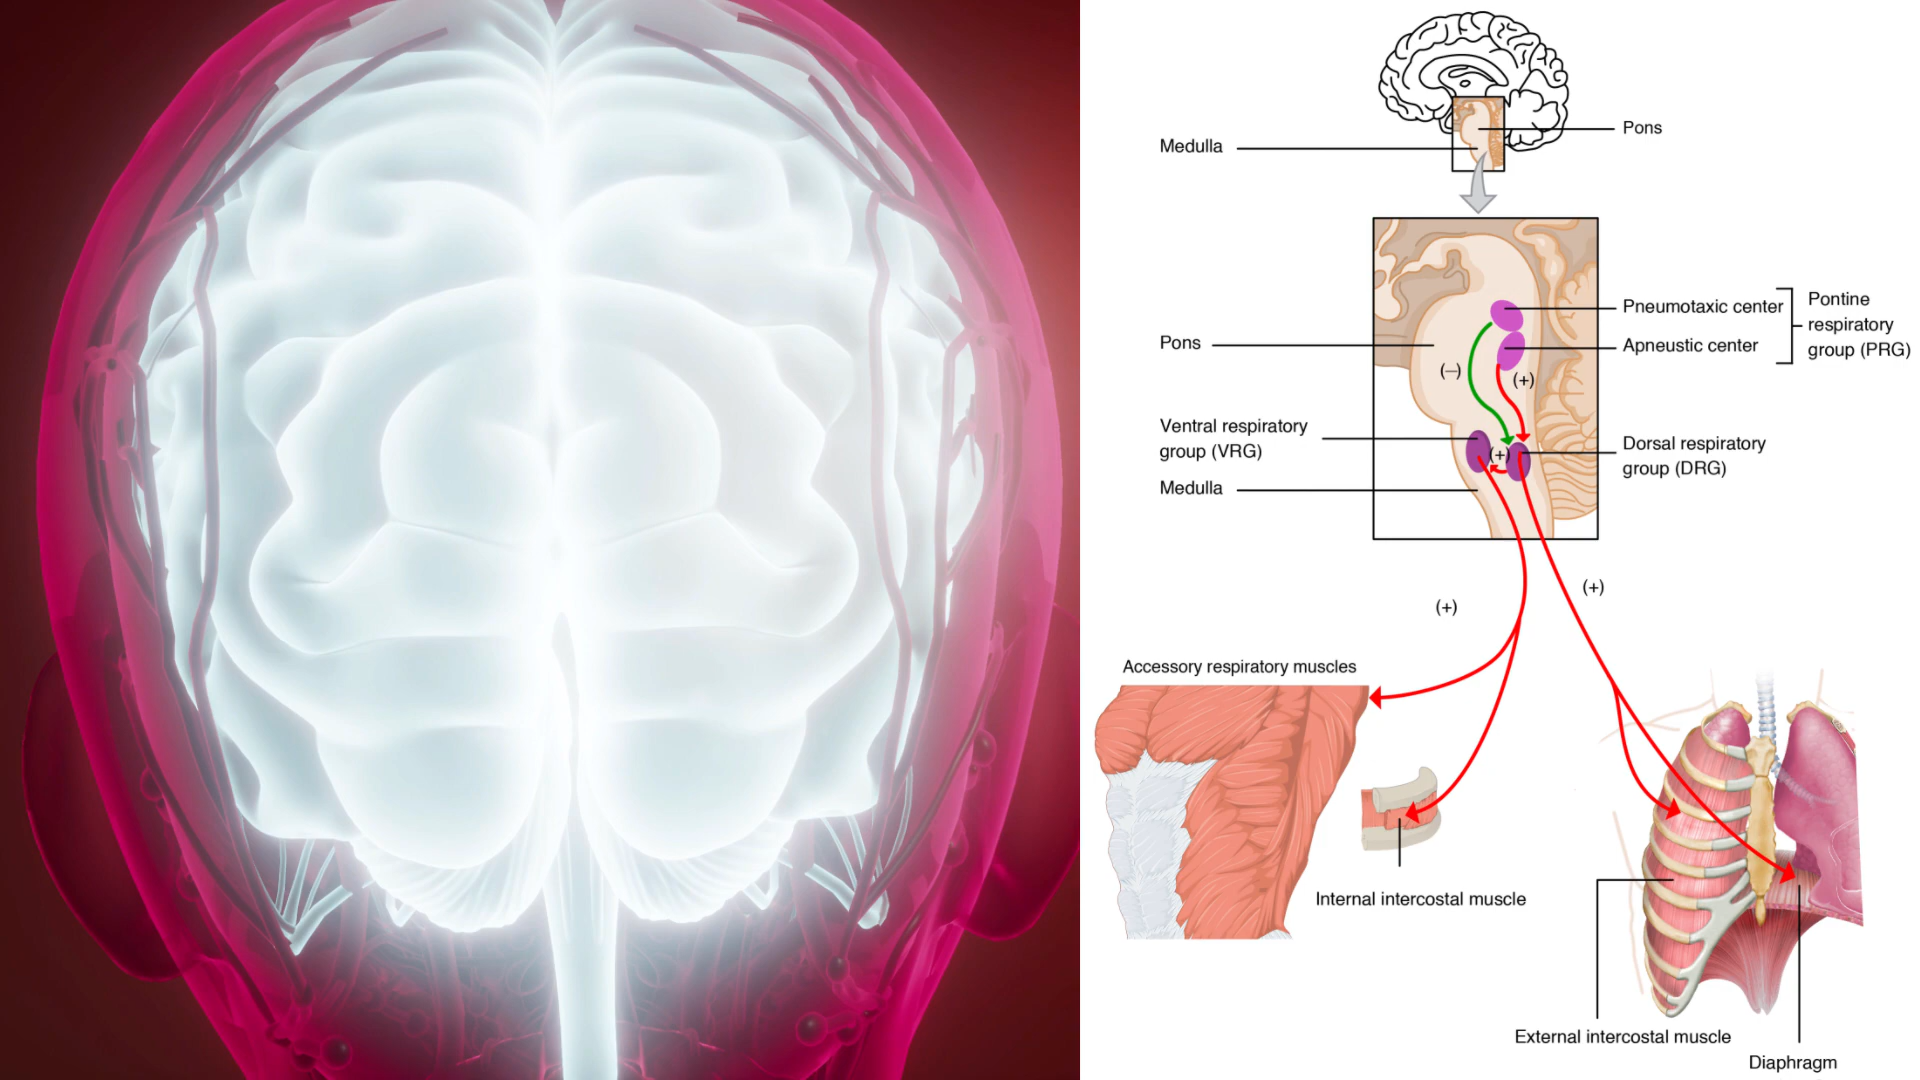 Pons
Medulla
Pneumotaxic center
Apneustic center
Pontine
respiratory
group (PRG)
Pons
(–)
(+)
Ventral respiratory
group (VRG)
(+)
Dorsal respiratory
group (DRG)
Medulla
(+)
(+)
Accessory respiratory muscles
Internal intercostal muscle
External intercostal muscle
Diaphragm